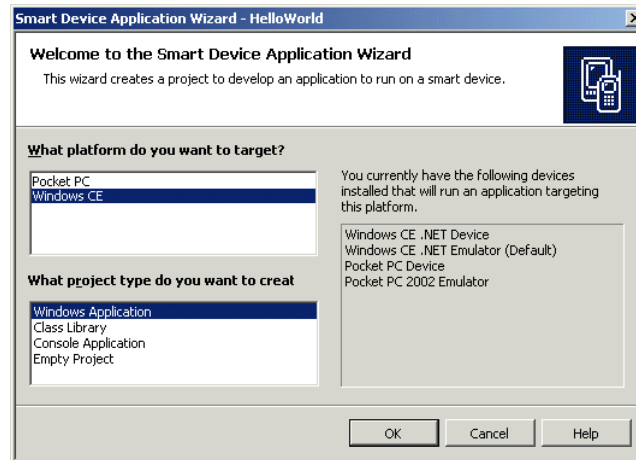 Smart Device Application Wizard - HelloWorld
Welcome to the Smart Device Application Wizard
This wizard creates a project to develop an application to run on a smart device.
What platform do you want to target?
Pocket PC
Windows CE
You currently have the following devices
installed that will run an application targeting
this platform.
Windows CE .NET Device
Windows CE .NET Emulator (Default)
Pocket PC Device
Pocket PC 2002 Emulator
What project type do you want to creat
Windows Application
Class Library
Console Application
Empty Project
OK
Cancel
Help